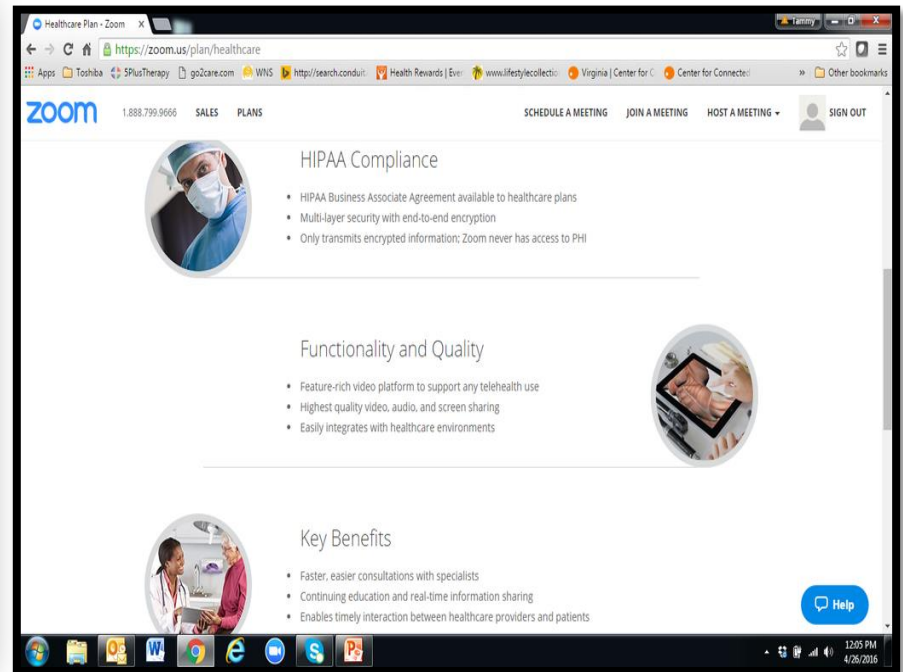 Healthcare Plan - Zoom
Tammy
https://zoom.us/plan/healthcare
Apps Toshiba 5PlusTherapy go2care.com WNS http://search.conduit Health Rewards | Ever www.lifestylecollectio Virginia | Center for C Center for Connected » Other bookmarks
zoom 1.888.799.9666 SALES PLANS SCHEDULE A MEETING JOIN A MEETING HOST A MEETING SIGN OUT
HIPAA Compliance
• HIPAA Business Associate Agreement available to healthcare plans
• Multi-layer security with end-to-end encryption
• Only transmits encrypted information; Zoom never has access to PHI
Functionality and Quality
• Feature-rich video platform to support any telehealth use
• Highest quality video, audio, and screen sharing
• Easily integrates with healthcare environments
Key Benefits
• Faster, easier consultations with specialists
• Continuing education and real-time information sharing
• Enables timely interaction between healthcare providers and patients
Help
12:05 PM
4/26/2016